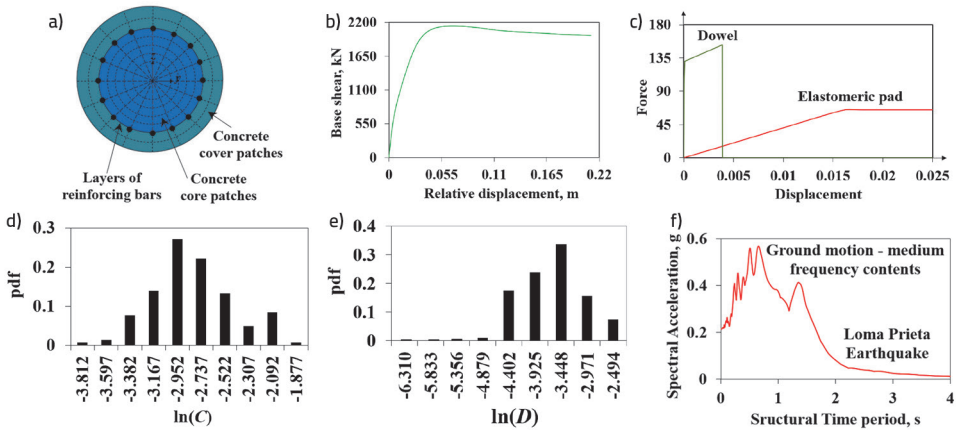 a)
r
Concrete
cover patches
Layers of
reinforcing bars
Concrete
core patches
b)
Base shear, kN
2200
1650
1100
550
0
0 0.055 0.11 0.165 0.22
Relative displacement, m
c)
Force
180
135
90
45
0
Dowel
Elastomeric pad
0 0.005 0.01 0.015 0.02 0.025
Displacement
d)
pdf
0.3
0.2
0.1
0
-3.812 -3.597 -3.382 -3.167 -2.952 -2.737 -2.522 -2.307 -2.092 -1.877
ln(C)
e)
pdf
0.4
0.3
0.2
0.1
0
-6.310 -5.833 -5.356 -4.879 -4.402 -3.925 -3.448 -2.971 -2.494
ln(D)
f)
Spectral Acceleration, g
0.6
0.4
0.2
0
Ground motion - medium
frequency contents
Loma Prieta
Earthquake
0 1 2 3 4
Sructural Time period, s